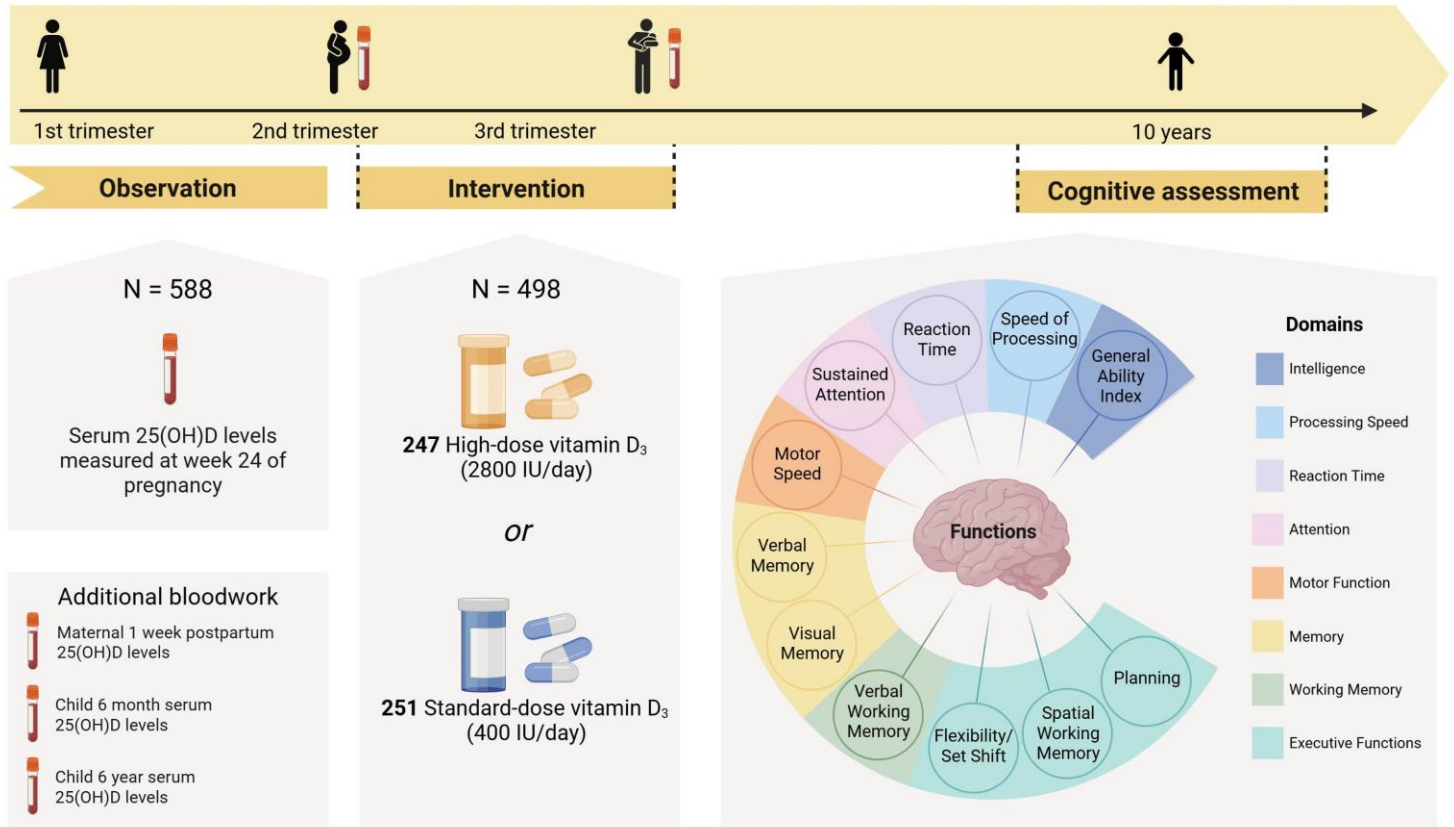 1st trimester
2nd trimester
3rd trimester
10 years
Observation
Intervention
Cognitive assessment
N = 588
Serum 25(OH)D levels
measured at week 24 of
pregnancy
Additional bloodwork
Maternal 1 week postpartum
25(OH)D levels
Child 6 month serum
25(OH)D levels
Child 6 year serum
25(OH)D levels
N = 498
247 High-dose vitamin D₃
(2800 IU/day)
or
251 Standard-dose vitamin D₃
(400 IU/day)
General
Ability
Index
Speed of
Processing
Reaction
Time
Sustained
Attention
Motor
Speed
Verbal
Memory
Visual
Memory
Verbal
Working
Memory
Flexibility/
Set Shift
Spatial
Working
Memory
Planning
Functions
Domains
Intelligence
Processing Speed
Reaction Time
Attention
Motor Function
Memory
Working Memory
Executive Functions